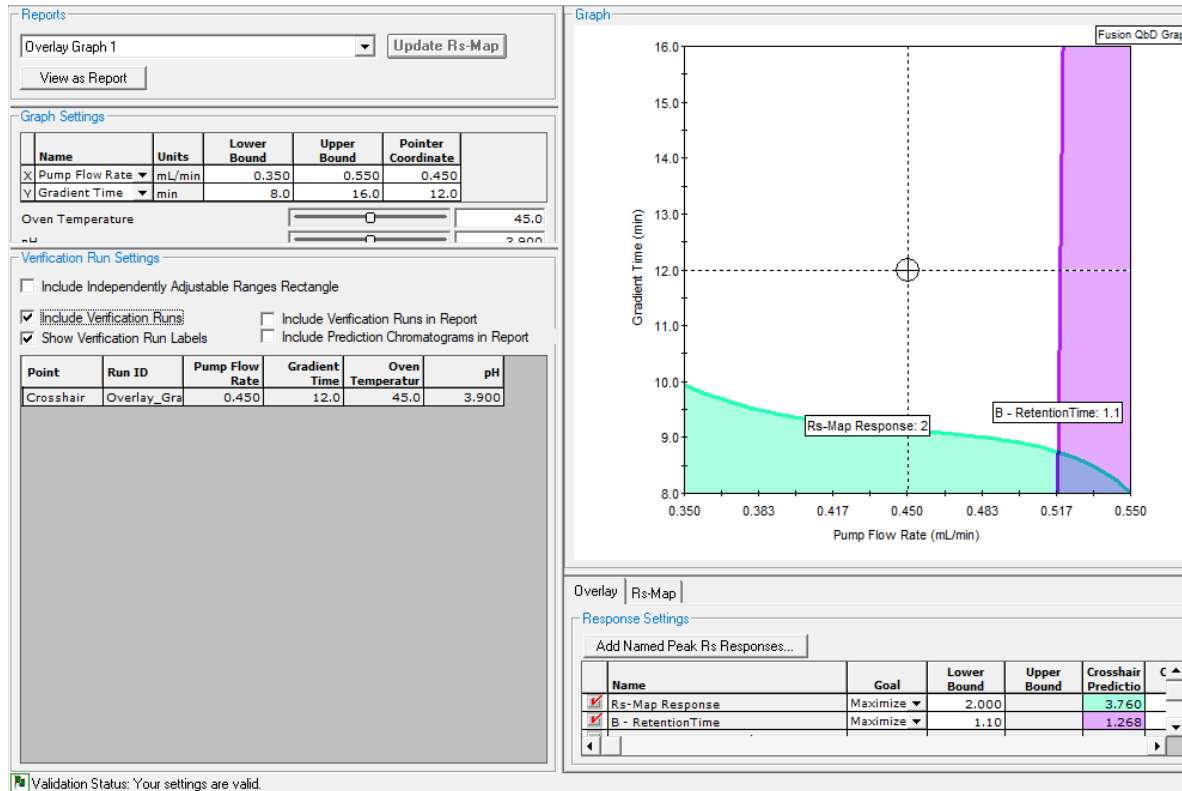 Reports
Overlay Graph 1
Update Rs-Map
View as Report
Graph Settings
Name Units Lower Bound Upper Bound Pointer Coordinate
X Pump Flow Rate mL/min 0.350 0.550 0.450
Y Gradient Time min 8.0 16.0 12.0
Oven Temperature 45.0
pH 3.900
Verification Run Settings
Include Independently Adjustable Ranges Rectangle
Include Verification Runs
Include Verification Runs in Report
Show Verification Run Labels
Include Prediction Chromatograms in Report
Point Run ID Pump Flow Rate Gradient Time Oven Temperatur pH
Crosshair Overlay_Gra 0.450 12.0 45.0 3.900
Validation Status: Your settings are valid.
Graph
Fusion QbD Grap
16.0
15.0
14.0
13.0
12.0
11.0
10.0
9.0
8.0
Gradient Time (min)
B - RetentionTime: 1.1
Rs-Map Response: 2
0.350 0.383 0.417 0.450 0.483 0.517 0.550
Pump Flow Rate (mL/min)
Overlay Rs-Map
Response Settings
Add Named Peak Rs Responses...
Name Goal Lower Bound Upper Bound Crosshair Predictio C
Rs-Map Response Maximize 2.000 3.760
B - RetentionTime Maximize 1.10 1.268